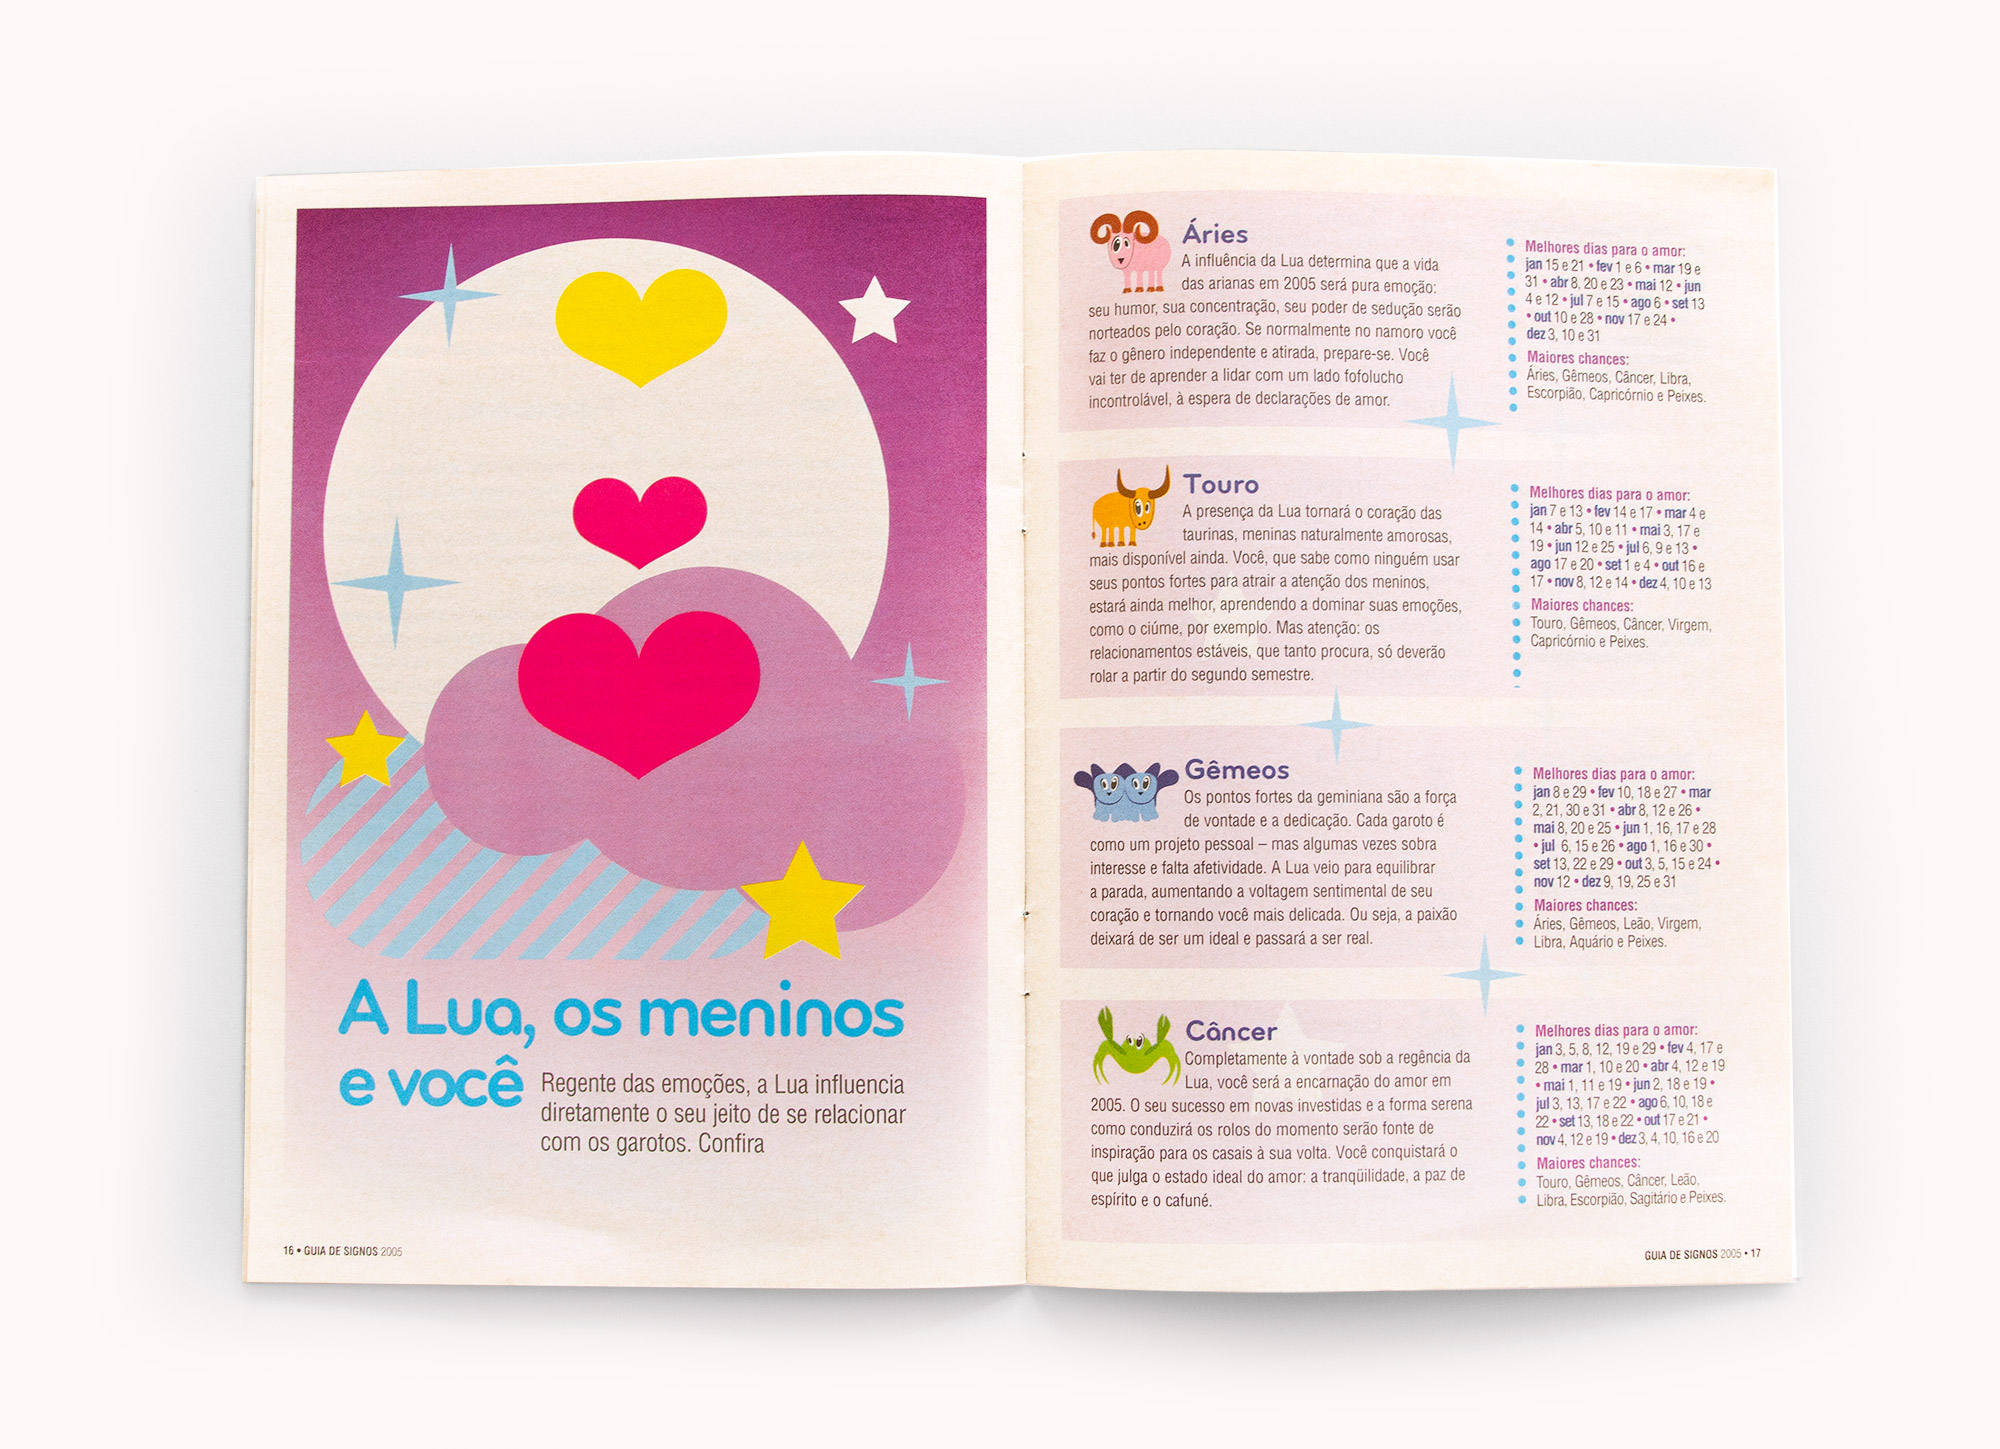 A Lua, os meninos
e você
Regente das emoções, a Lua influencia
diretamente o seu jeito de se relacionar
com os garotos. Confira
16 • GUIA DE SIGNOS 2005
Áries
A influência da Lua determina que a vida
das arianas em 2005 será pura emoção:
seu humor, sua concentração, seu poder de sedução serão
norteados pelo coração. Se normalmente no namoro você
faz o gênero independente e atirada, prepare-se. Você
vai ter de aprender a lidar com um lado fofolucho
incontrolável, à espera de declarações de amor.
Melhores dias para o amor:
jan 15 e 21 • fev 1 e 6 • mar 19 e
31 • abr 8, 20 e 23 • mai 12 • jun
4 e 12 • jul 7 e 15 • ago 6 • set 13
• out 10 e 28 • nov 17 e 24 •
dez 3, 10 e 31
Maiores chances:
Áries, Gêmeos, Câncer, Libra,
Escorpião, Capricórnio e Peixes.
Touro
A presença da Lua tornará o coração das
taurinas, meninas naturalmente amorosas,
mais disponível ainda. Você, que sabe como ninguém usar
seus pontos fortes para atrair a atenção dos meninos,
estará ainda melhor, aprendendo a dominar suas emoções,
como o ciúme, por exemplo. Mas atenção: os
relacionamentos estáveis, que tanto procura, só deverão
rolar a partir do segundo semestre.
Melhores dias para o amor:
jan 7 e 13 • fev 14 e 17 • mar 4 e
14 • abr 5, 10 e 11 • mai 3, 17 e
19 • jun 12 e 25 • jul 6, 9 e 13 •
ago 17 e 20 • set 1 e 4 • out 16 e
17 • nov 8, 12 e 14 • dez 4, 10 e 13
Maiores chances:
Touro, Gêmeos, Câncer, Virgem,
Capricórnio e Peixes.
Gêmeos
Os pontos fortes da geminiana são a força
de vontade e a dedicação. Cada garoto é
como um projeto pessoal – mas algumas vezes sobra
interesse e falta afetividade. A Lua veio para equilibrar
a parada, aumentando a voltagem sentimental de seu
coração e tornando você mais delicada. Ou seja, a paixão
deixará de ser um ideal e passará a ser real.
Melhores dias para o amor:
jan 8 e 29 • fev 10, 18 e 27 • mar
2, 21, 30 e 31 • abr 8, 12 e 26 •
mai 8, 20 e 25 • jun 1, 16, 17 e 28
• jul 6, 15 e 26 • ago 1, 16 e 30 •
set 13, 22 e 29 • out 3, 5, 15 e 24 •
nov 12 • dez 9, 19, 25 e 31
Maiores chances:
Áries, Gêmeos, Leão, Virgem,
Libra, Aquário e Peixes.
Câncer
Completamente à vontade sob a regência da
Lua, você será a encarnação do amor em
2005. O seu sucesso em novas investidas e a forma serena
como conduzirá os rolos do momento serão fonte de
inspiração para os casais à sua volta. Você conquistará o
que julga o estado ideal do amor: a tranqüilidade, a paz de
espírito e o cafuné.
Melhores dias para o amor:
jan 3, 5, 8, 12, 19 e 29 • fev 4, 17 e
28 • mar 1, 10 e 20 • abr 4, 12 e 19
• mai 1, 11 e 19 • jun 2, 18 e 19 •
jul 3, 13, 17 e 22 • ago 6, 10, 18 e
22 • set 13, 18 e 22 • out 17 e 21 •
nov 4, 12 e 19 • dez 3, 4, 10, 16 e 20
Maiores chances:
Touro, Gêmeos, Câncer, Leão,
Libra, Escorpião, Sagitário e Peixes.
GUIA DE SIGNOS 2005 • 17